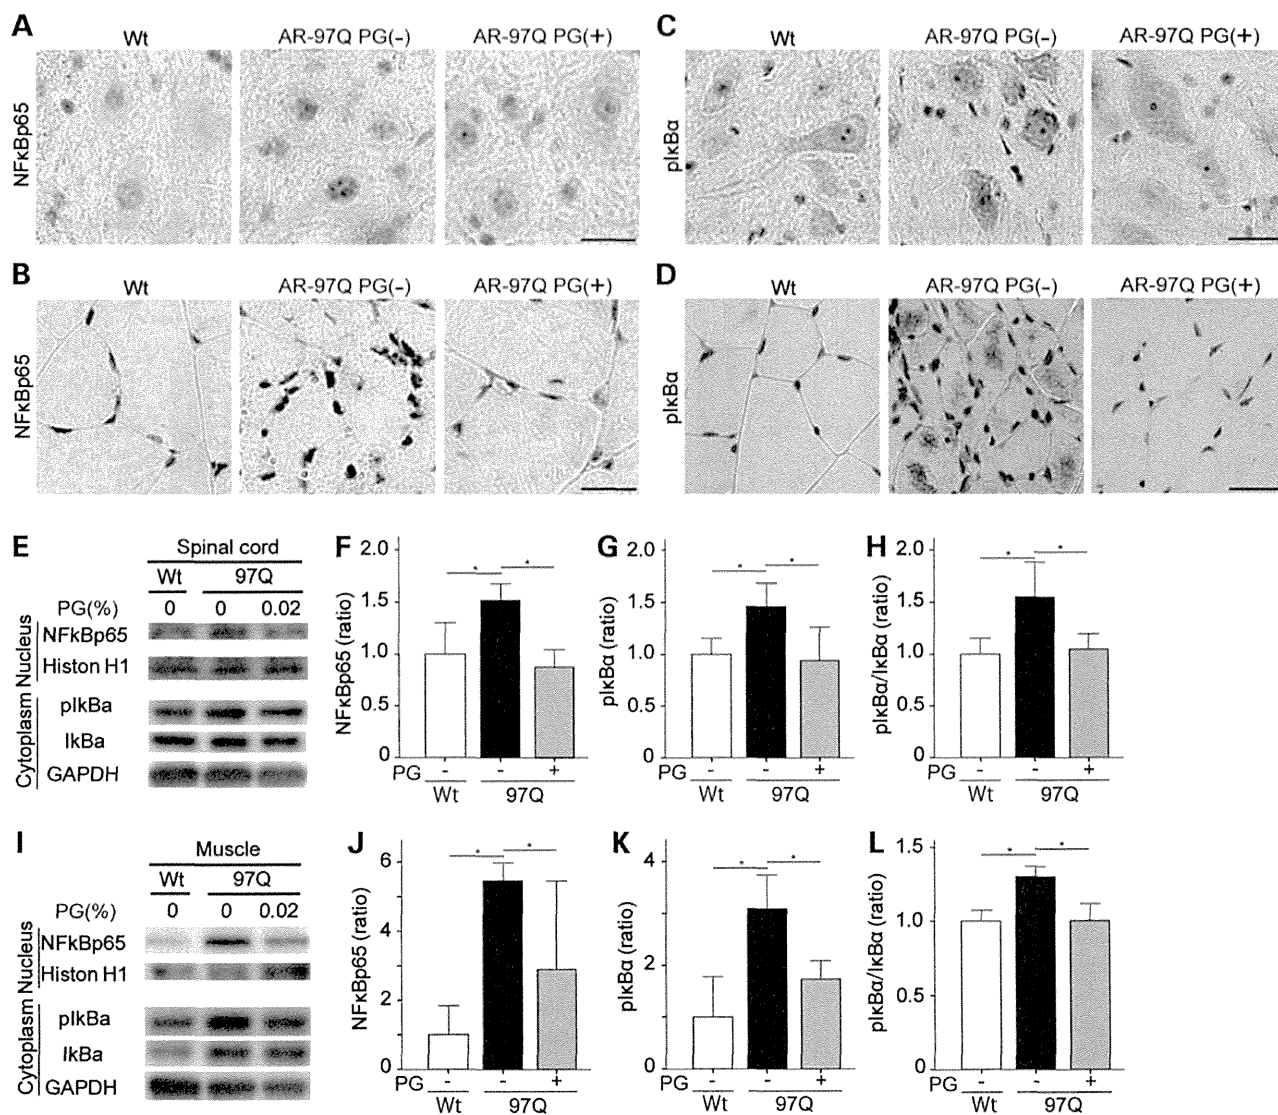 A
Wt
AR-97Q PG(-)
AR-97Q PG(+)
NFκBp65
C
Wt
AR-97Q PG(-)
AR-97Q PG(+)
pIκBα
B
Wt
AR-97Q PG(-)
AR-97Q PG(+)
NFκBp65
D
Wt
AR-97Q PG(-)
AR-97Q PG(+)
pIκBα
E
Spinal cord
Wt 97Q
PG(%) 0 0 0.02
Nucleus
NFkBp65
Histon H1
Cytoplasm
pIkBa
IkBa
GAPDH
F
NFκBp65 (ratio)
2.0
1.5
1.0
0.5
0
* *
PG - - +
Wt 97Q
G
pIκBα (ratio)
2.0
1.5
1.0
0.5
0
* *
PG - - +
Wt 97Q
H
pIκBα/IκBα (ratio)
2.0
1.5
1.0
0.5
0
* *
PG - - +
Wt 97Q
I
Muscle
Wt 97Q
PG(%) 0 0 0.02
Nucleus
NFkBp65
Histon H1
Cytoplasm
pIkBa
IkBa
GAPDH
J
NFκBp65 (ratio)
6
4
2
0
* *
PG - - +
Wt 97Q
K
pIκBα (ratio)
4
2
0
* *
PG - - +
Wt 97Q
L
pIκBα/IκBα (ratio)
1.5
1.0
0.5
0
* *
PG - - +
Wt 97Q